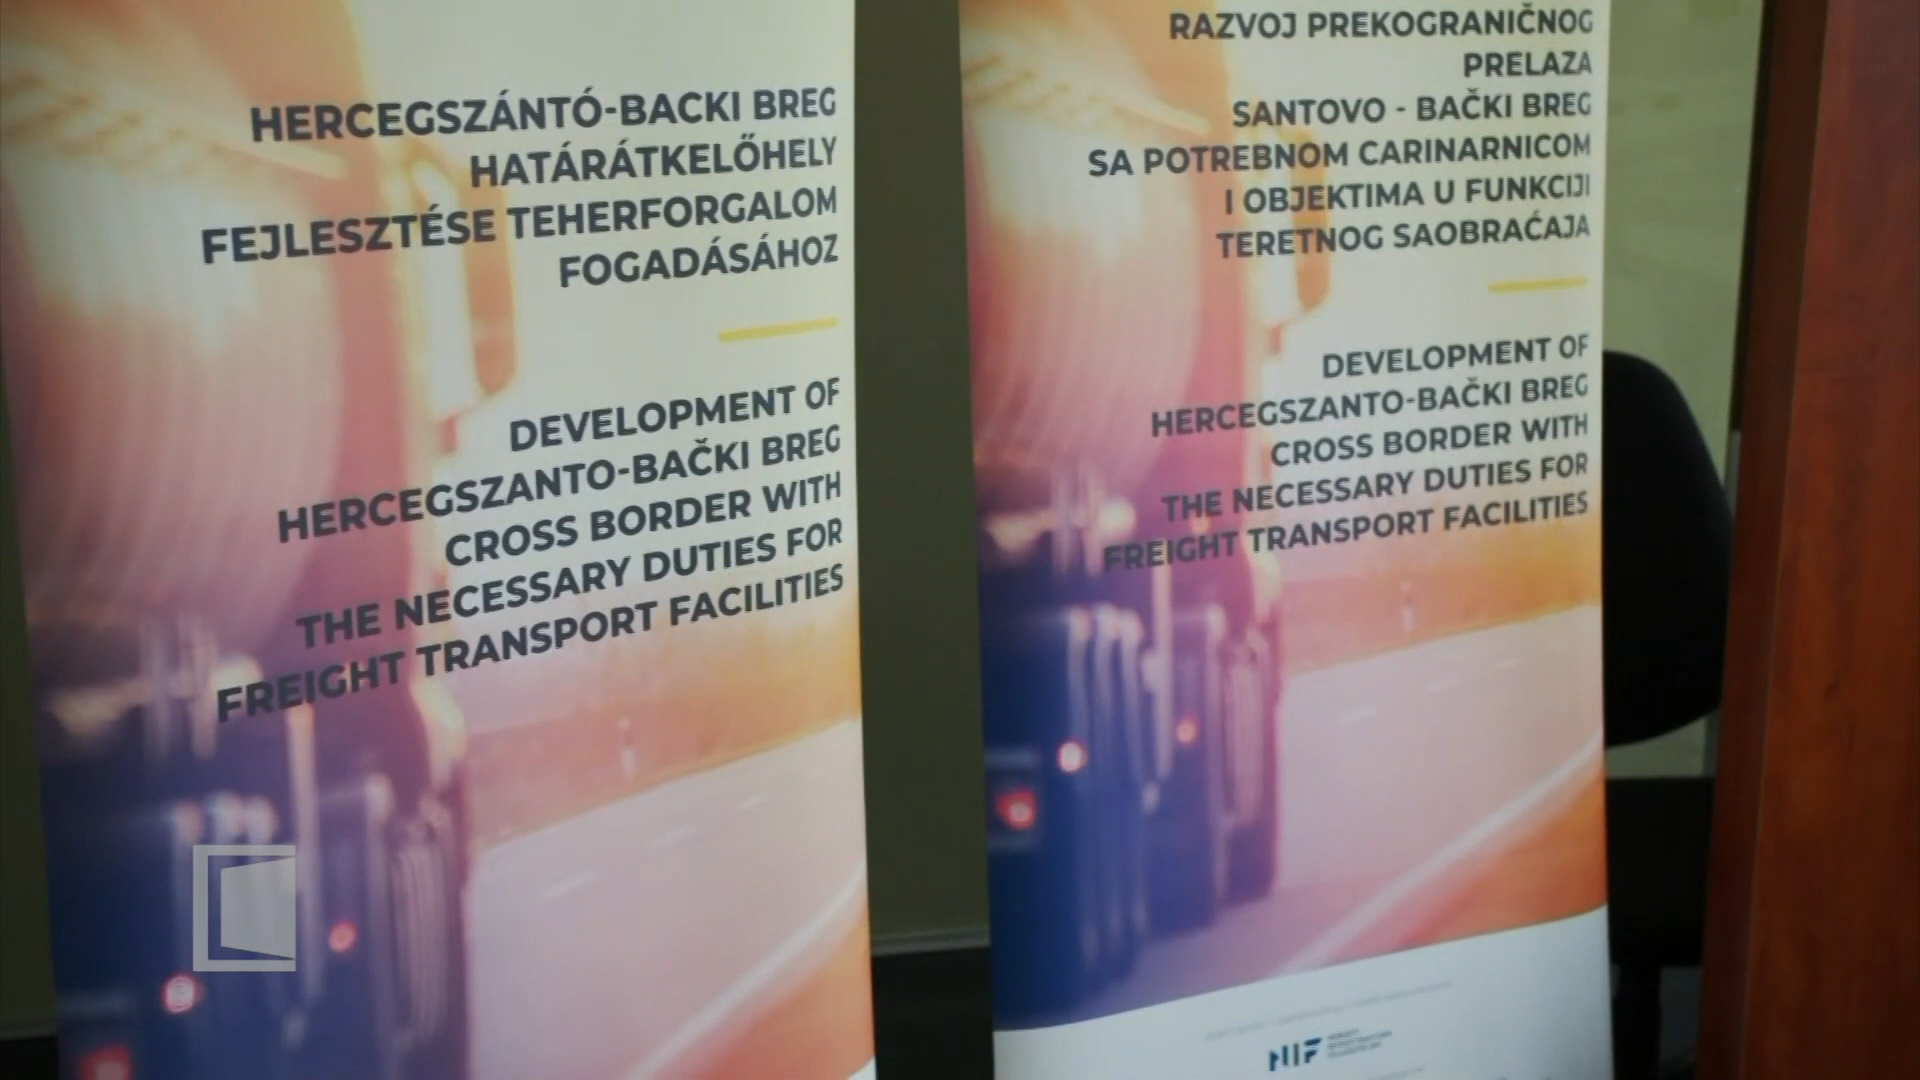 HERCEGSZÁNTÓ-BACKI BREG
HATÁRÁTKELŐHELY
FEJLESZTÉSE TEHERFORGALOM
FOGADÁSÁHOZ
DEVELOPMENT OF
HERCEGSZANTO-BAČKI BREG
CROSS BORDER WITH
THE NECESSARY DUTIES FOR
FREIGHT TRANSPORT FACILITIES
RAZVOJ PREKOGRANIČNOG
PRELAZA
SANTOVO - BAČKI BREG
SA POTREBNOM CARINARNICOM
I OBJEKTIMA U FUNKCIJI
TERETNOG SAOBRAĆAJA
DEVELOPMENT OF
HERCEGSZANTO-BAČKI BREG
CROSS BORDER WITH
THE NECESSARY DUTIES FOR
FREIGHT TRANSPORT FACILITIES
NIF